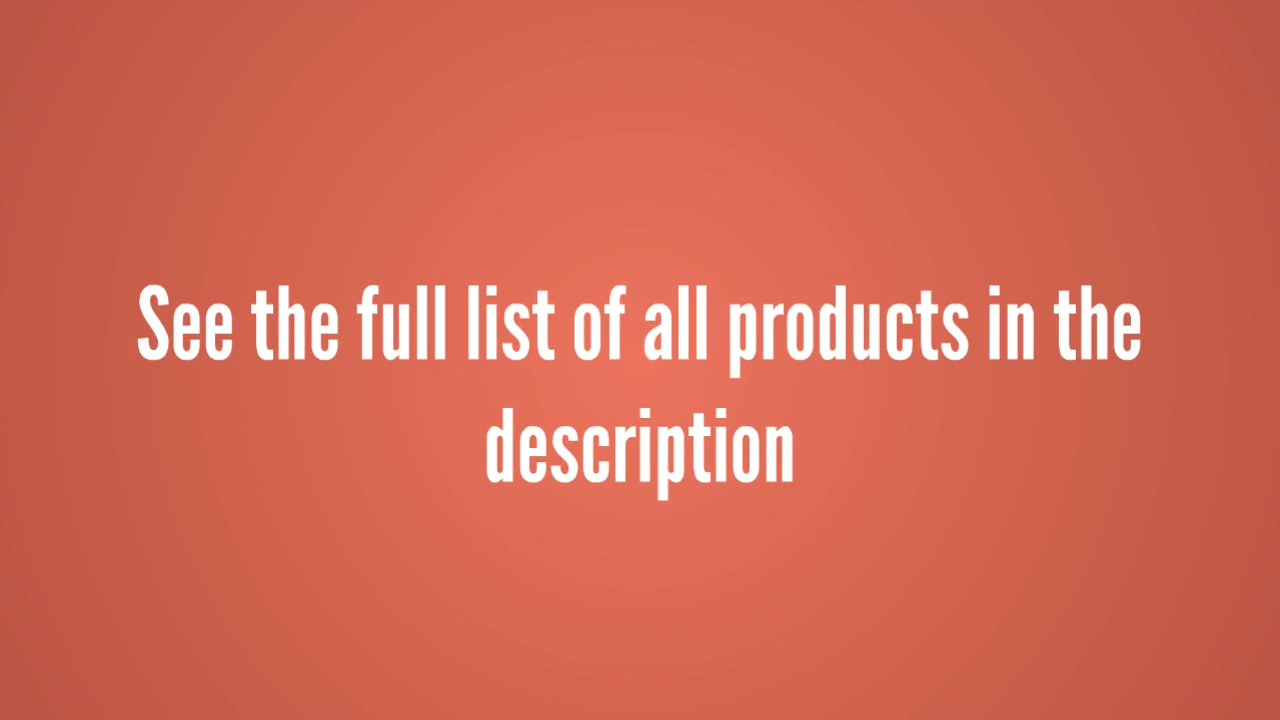 See the full list of all products in the
description